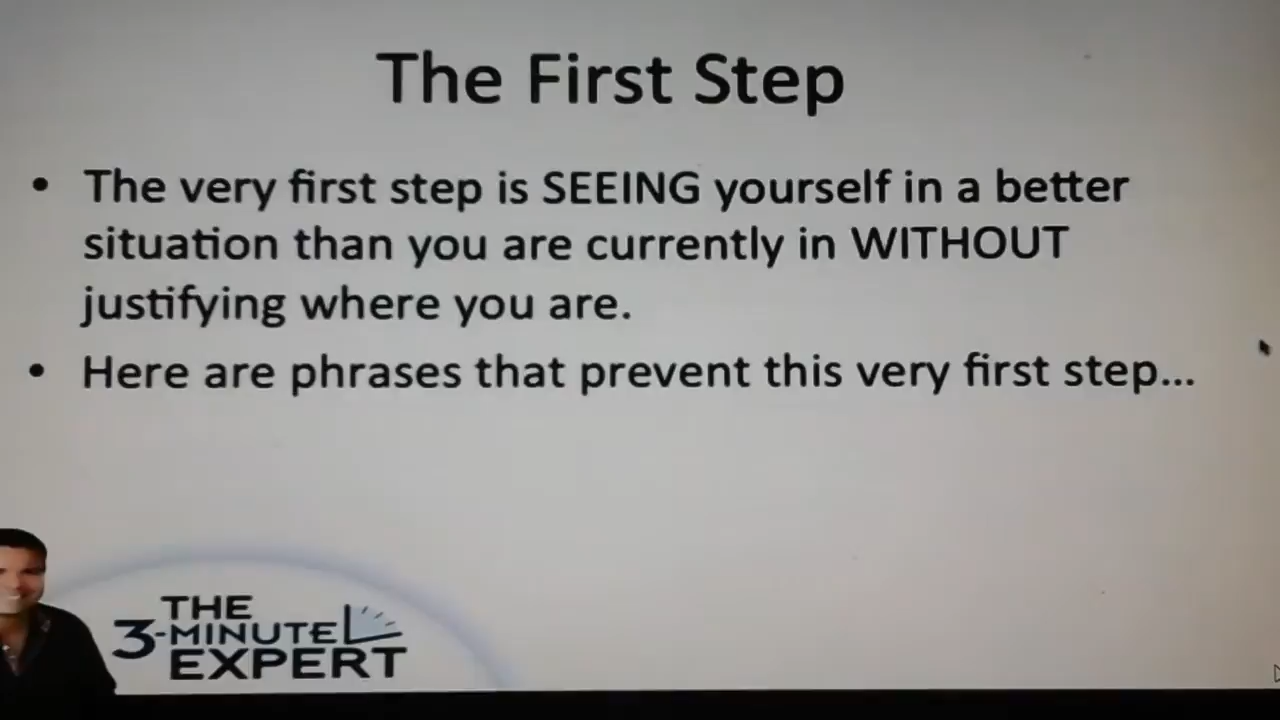 The First Step
• The very first step is SEEING yourself in a better
situation than you are currently in WITHOUT
justifying where you are.
• Here are phrases that prevent this very first step...
THE
3-MINUTE
EXPERT